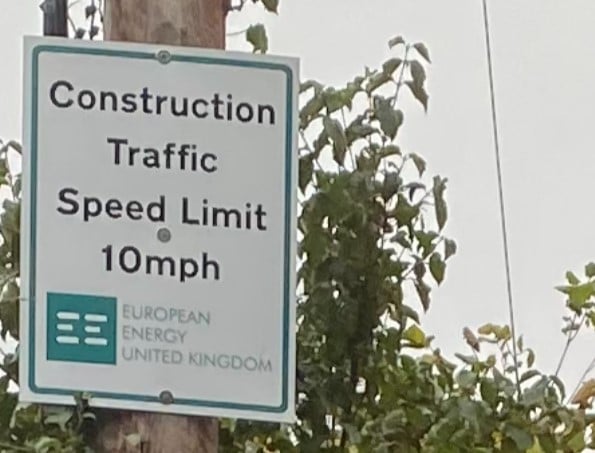 Construction
Traffic
Speed Limit
10mph
EUROPEAN
ENERGY
UNITED KINGDOM